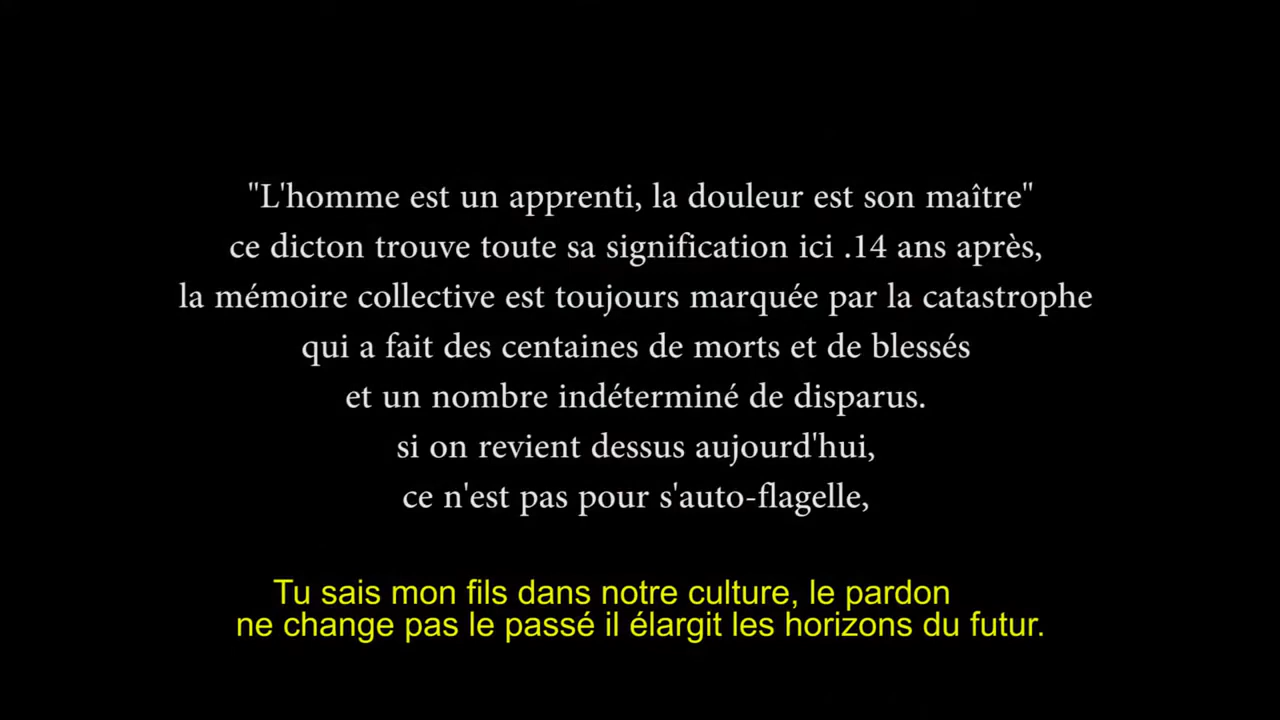 "L'homme est un apprenti, la douleur est son maître"
ce dicton trouve toute sa signification ici .14 ans après,
la mémoire collective est toujours marquée par la catastrophe
qui a fait des centaines de morts et de blessés
et un nombre indéterminé de disparus.
si on revient dessus aujourd'hui,
ce n'est pas pour s'auto-flagelle,
Tu sais mon fils dans notre culture, le pardon
ne change pas le passé il élargit les horizons du futur.